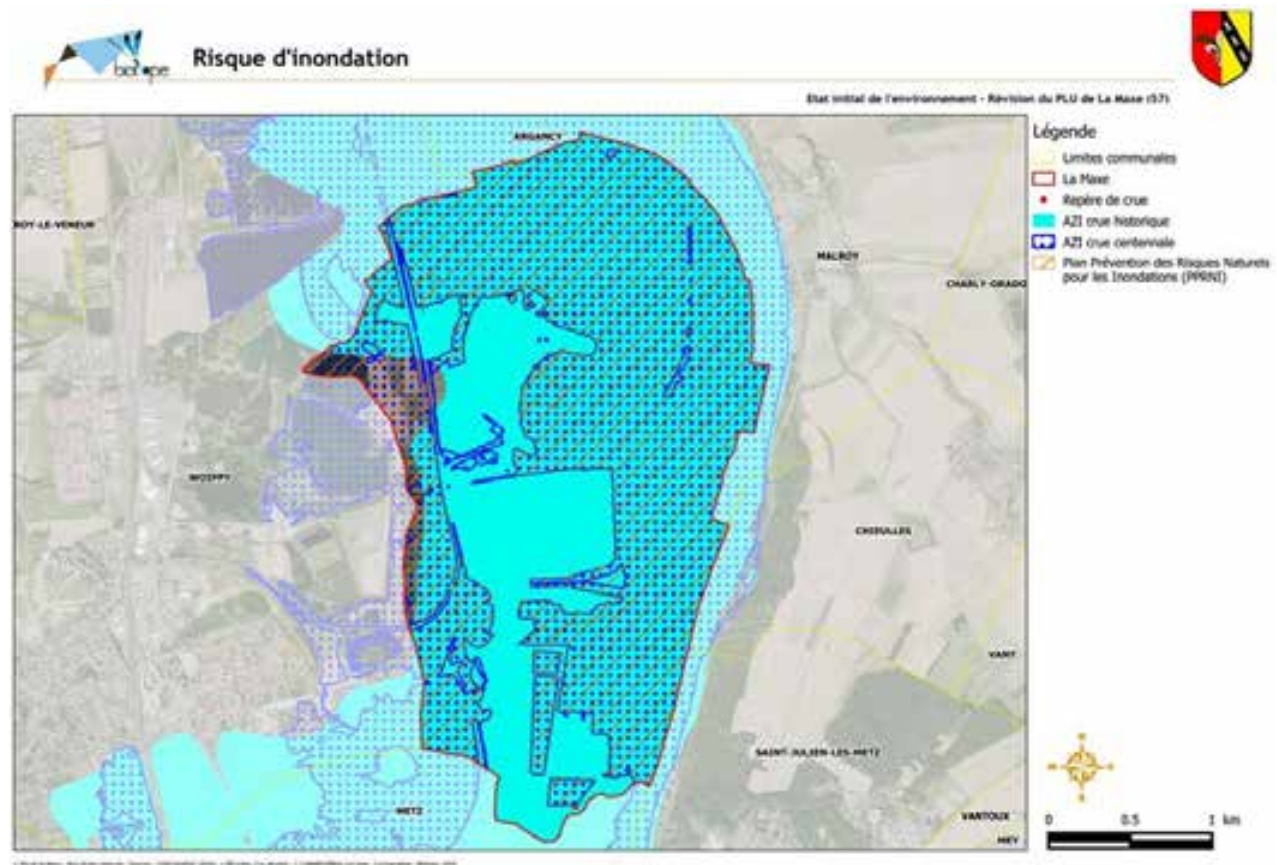 biotope
Risque d'inondation
Etat initial de l'environnement - Révision du PLU de La Maxe (57)
Légende
Limites communales
La Maxe
Repère de crue
AZI crue historique
AZI crue centennale
Plan Prévention des Risques Naturels
pour les Inondations (PPRNI)
ARGANCY
ROY-LE-VENEUR
MALROY
CHARLY-ORADO
WOIPPY
CHIEULLES
VANY
SAINT-JULIEN-LES-METZ
METZ
VANTOUX
MEY
0 0.5 1 km